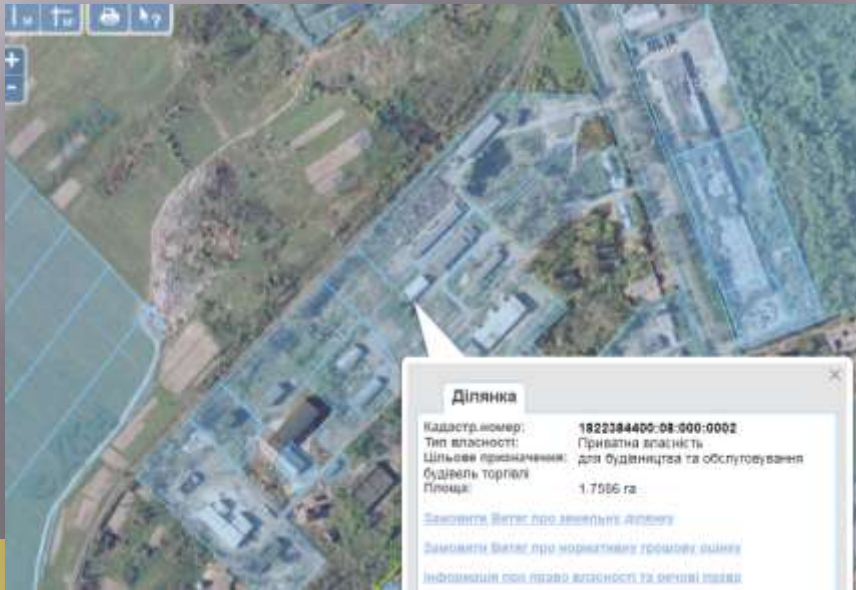 Ділянка
Кадастр.номер: 1822384400:08:000:0002
Тип власності: Приватна власність
Цільове призначення: для будівництва та обслуговування
будівель торгівлі
Площа: 1.7586 га
Замовити Витяг про земельну ділянку
Замовити Витяг про нормативну грошову оцінку
Інформація про право власності та речові права